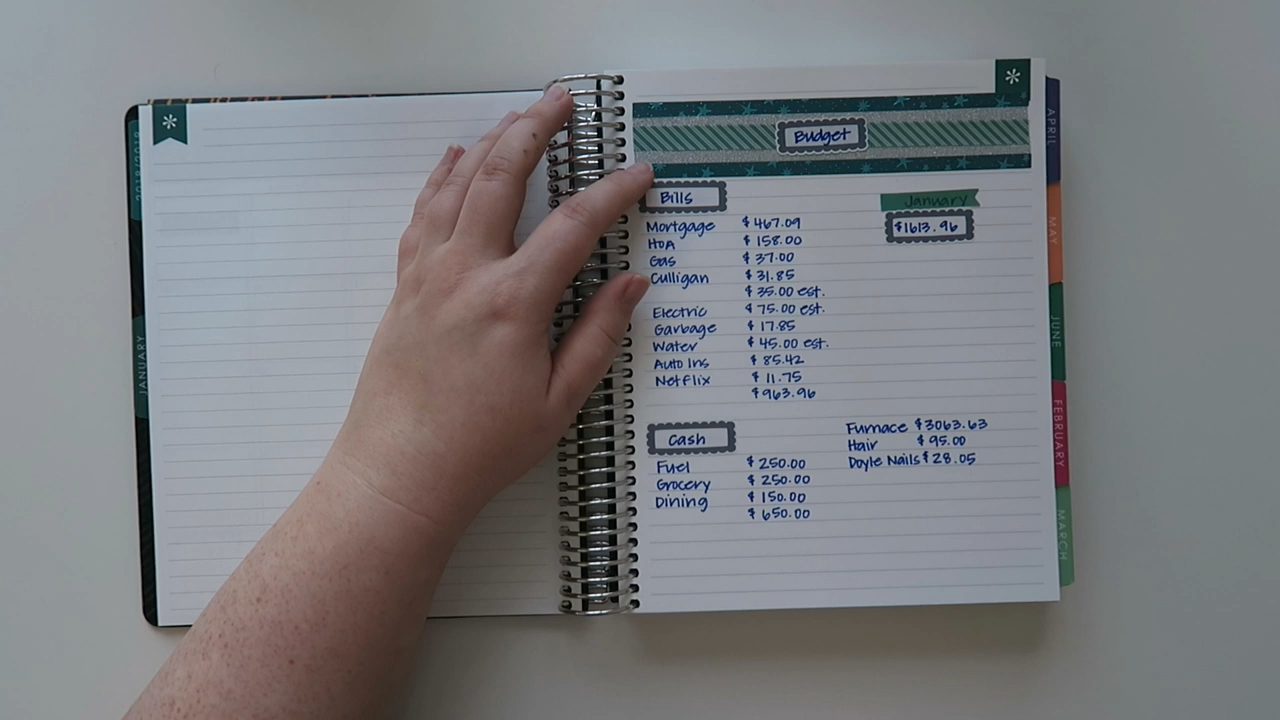 2018/2019
JANUARY
Budget
Bills
January
$1613.96
Mortgage $467.09
HOA $158.00
Gas $37.00
Culligan $31.85
$35.00 est.
Electric $75.00 est.
Garbage $17.85
Water $45.00 est.
Auto Ins $85.42
Netflix $11.75
$963.96
Cash
Furnace $3063.63
Hair $95.00
Doyle Nails $28.05
Fuel $250.00
Grocery $250.00
Dining $150.00
$650.00
APRIL
MAY
JUNE
FEBRUARY
MARCH